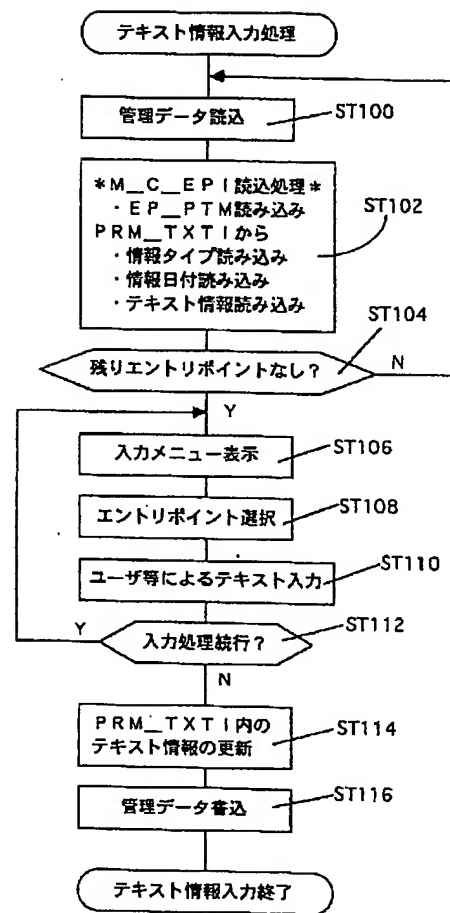 テキスト情報入力処理
管理データ読込
ST100
*M__C__EPI読込処理*
・EP__PTM読み込み
PRM__TXTIから
・情報タイプ読み込み
・情報日付読み込み
・テキスト情報読み込み
ST102
ST104
残りエントリポイントなし？
N
Y
入力メニュー表示
ST106
エントリポイント選択
ST108
ユーザ等によるテキスト入力
ST110
Y
入力処理続行？
ST112
N
PRM__TXTI内の
テキスト情報の更新
ST114
管理データ書込
ST116
テキスト情報入力終了